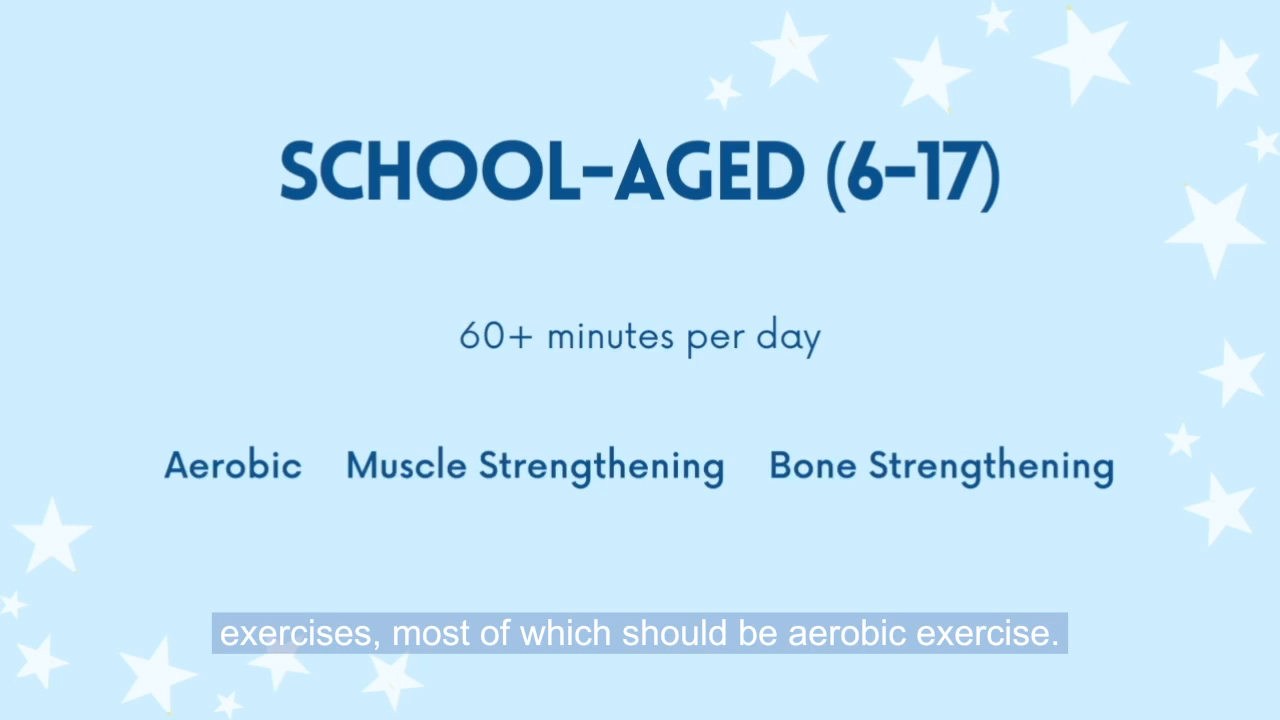 SCHOOL-AGED (6-17)
60+ minutes per day
Aerobic Muscle Strengthening Bone Strengthening
exercises, most of which should be aerobic exercise.